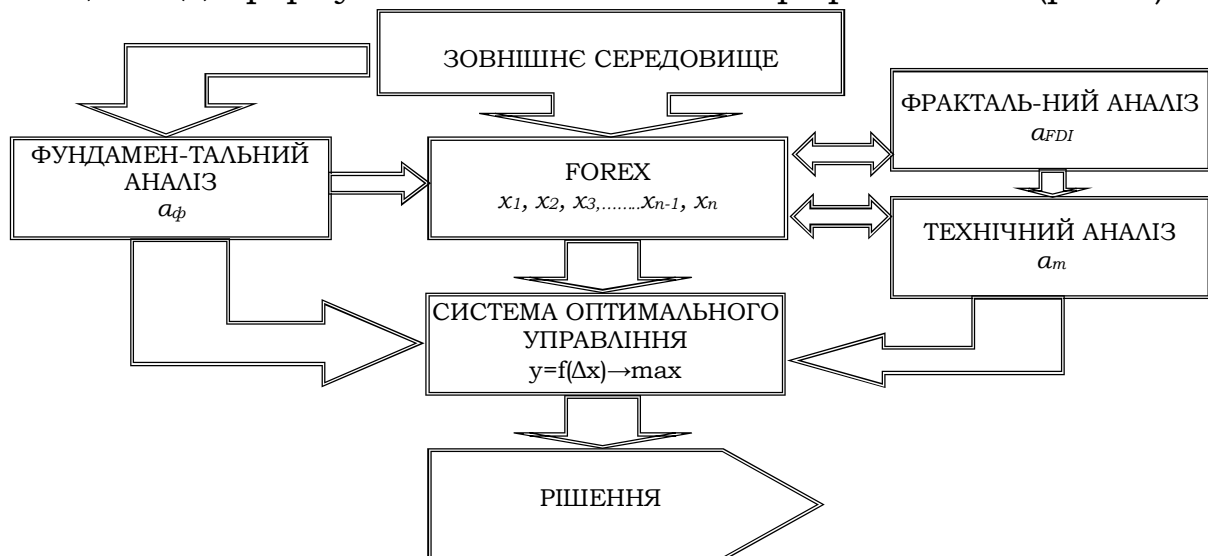 ЗОВНІШНЄ СЕРЕДОВИЩЕ
ФРАКТАЛЬ-НИЙ АНАЛІЗ
aFDI
ФУНДАМЕН-ТАЛЬНИЙ
АНАЛІЗ
aф
FOREX
x1, x2, x3,........xn-1, xn
ТЕХНІЧНИЙ АНАЛІЗ
am
СИСТЕМА ОПТИМАЛЬНОГО
УПРАВЛІННЯ
y=f(Δx)→max
РІШЕННЯ